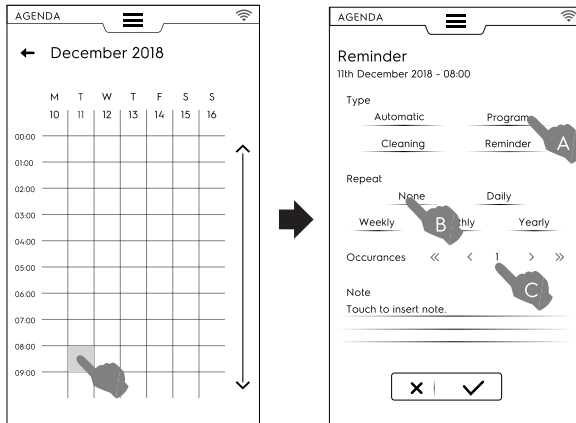 AGENDA
December 2018
M T W T F S S
10 11 12 13 14 15 16
00:00
01:00
02:00
03:00
04:00
05:00
06:00
07:00
08:00
09:00
AGENDA
Reminder
11th December 2018 - 08:00
Type
Automatic Program
Cleaning Reminder
A
Repeat
None Daily
Weekly thly Yearly
B
Occurances « < 1 > »
C
Note
Touch to insert note.